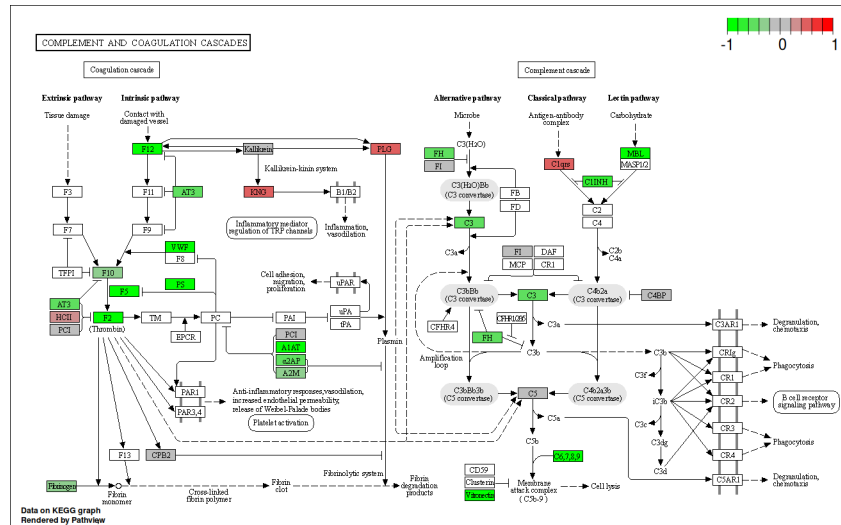 COMPLEMENT AND COAGULATION CASCADES
-1 0 1
Coagulation cascade
Complement cascade
Extrinsic pathway
Intrinsic pathway
Alternative pathway
Classical pathway
Lectin pathway
Tissue damage
Contact with
damaged vessel
Microbe
Antigen-antibody
complex
Carbohydrate
F12
Kallikrein
PLG
C3(H2O)
FH
FI
C1qrs
MBL
MASP1/2
C1INH
Kallikrein-kinin system
F3
F11
AT3
KNG
B1/B2
C3(H2O)Bb
(C3 convertase)
FB
FD
C2
C4
F7
F9
Inflammatory mediator
regulation of TRP channels
Inflammation,
vasodilation
C3
VWF
F8
C3a
C2b
C4a
TFPI
F10
Cell adhesion,
migration,
proliferation
uPAR
FI
DAF
MCP
CR1
F5
PS
C3bBb
(C3 convertase)
C3
C4b2a
(C3 convertase)
C4BP
AT3
HCII
PCI
F2
(Thrombin)
TM
PC
PAI
uPA
tPA
EPCR
Plasmin
CFHR4
C3a
C3AR1
Degranulation,
chemotaxis
PCI
A1AT
α2AP
A2M
FH
C3b
Amplification
loop
C3b
CRIg
Phagocytosis
C3f
CR1
PAR1
PAR3,4
Anti-inflammatory responses,vasodilation,
increased endothelial permeability,
release of Weibel-Palade bodies
Platelet activation
C3bBb3b
(C5 convertase)
C5
C4b2a3b
(C5 convertase)
iC3b
CR2
B cell receptor
signaling pathway
C5a
C3c
C3dg
CR3
Phagocytosis
C5b
F13
CPB2
C6,7,8,9
CR4
C3d
Fibrinolytic system
CD59
Clusterin
Vitronectin
Membrane
attack complex
(C5b-9)
Cell lysis
C5AR1
Degranulation,
chemotaxis
Fibrinogen
Fibrin
monomer
Cross-linked
fibrin polymer
Fibrin
clot
Fibrin
degradation
products
Data on KEGG graph
Rendered by Pathview